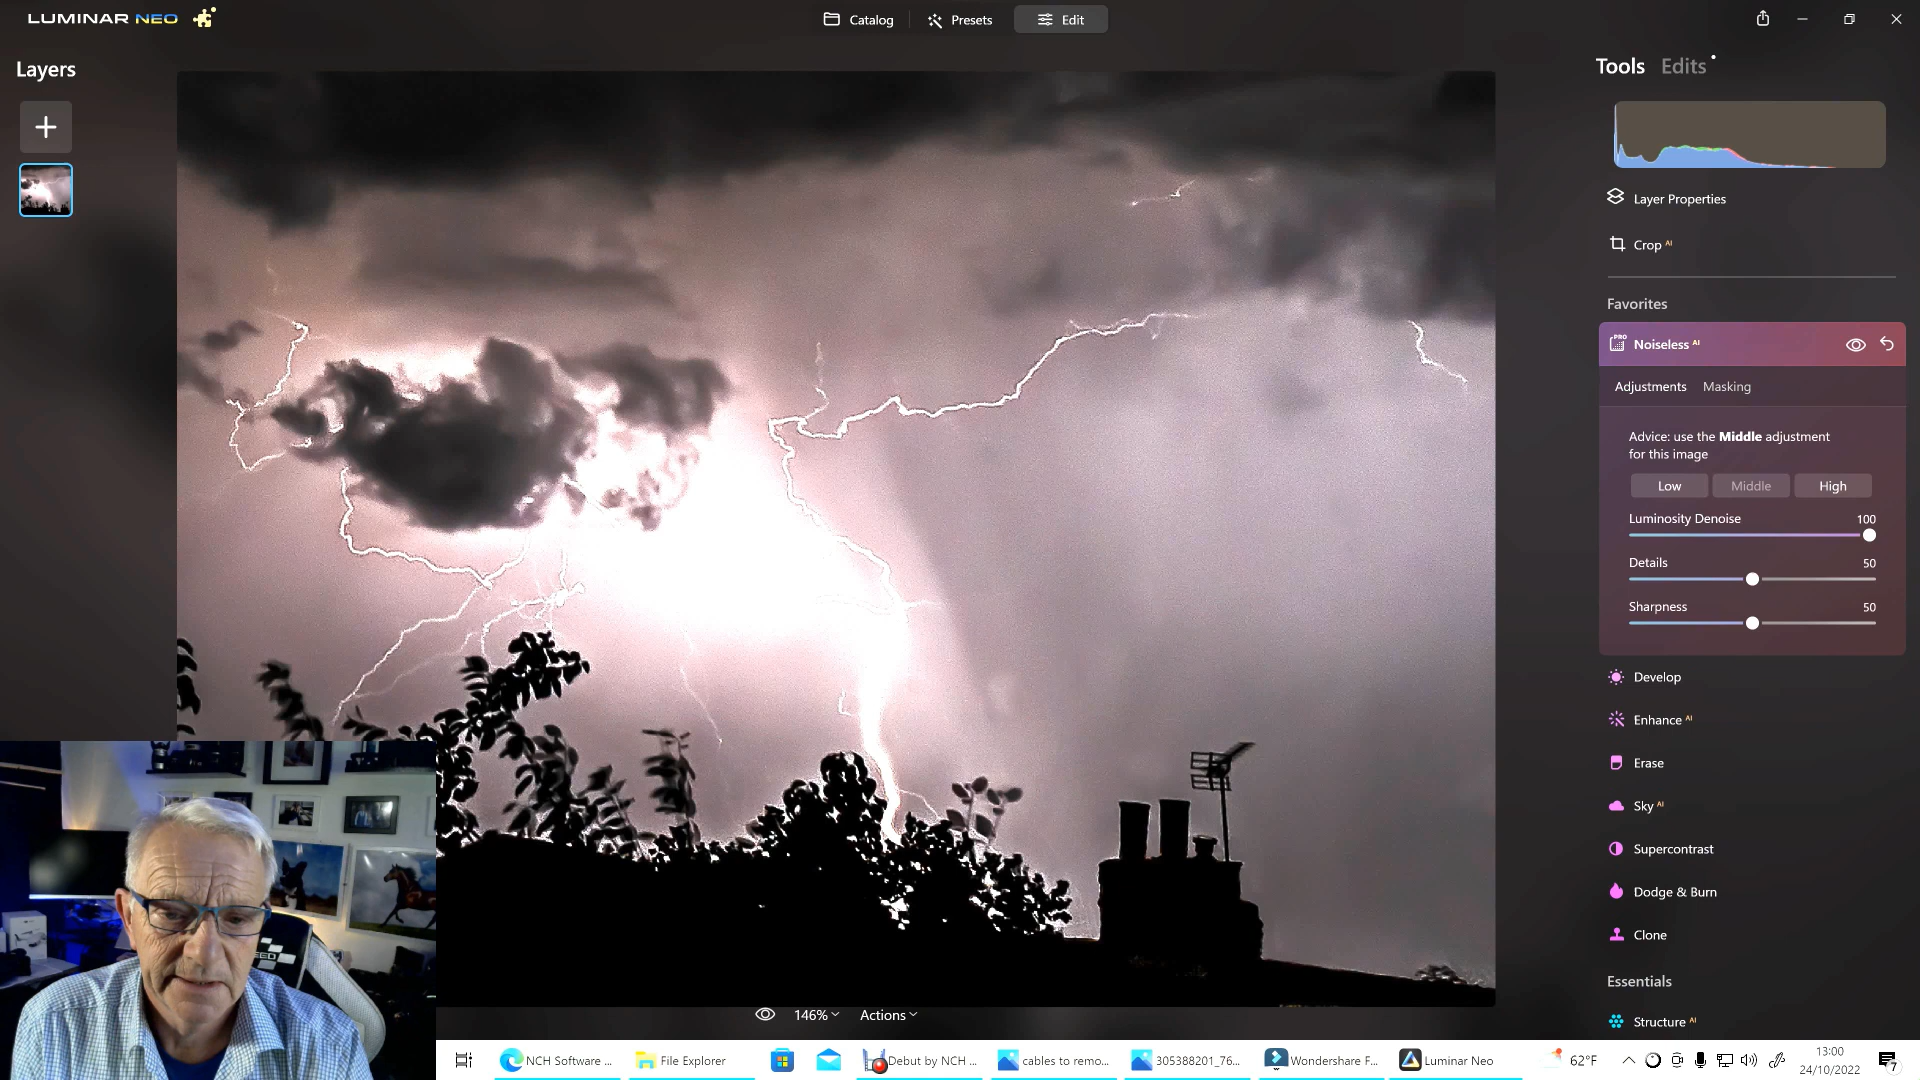 LUMINAR NEO
Catalog
Presets
Edit
Layers
Tools
Edits
Layer Properties
Crop AI
Favorites
PRO
Noiseless AI
Adjustments
Masking
Advice: use the Middle adjustment
for this image
Low
Middle
High
Luminosity Denoise 100
Details 50
Sharpness 50
Develop
Enhance AI
Erase
Sky AI
Supercontrast
Dodge & Burn
Clone
Essentials
Structure AI
146%
Actions
NCH Software ...
File Explorer
Debut by NCH ...
cables to remo...
305388201_76...
Wondershare F...
Luminar Neo
62°F
13:00
24/10/2022
7